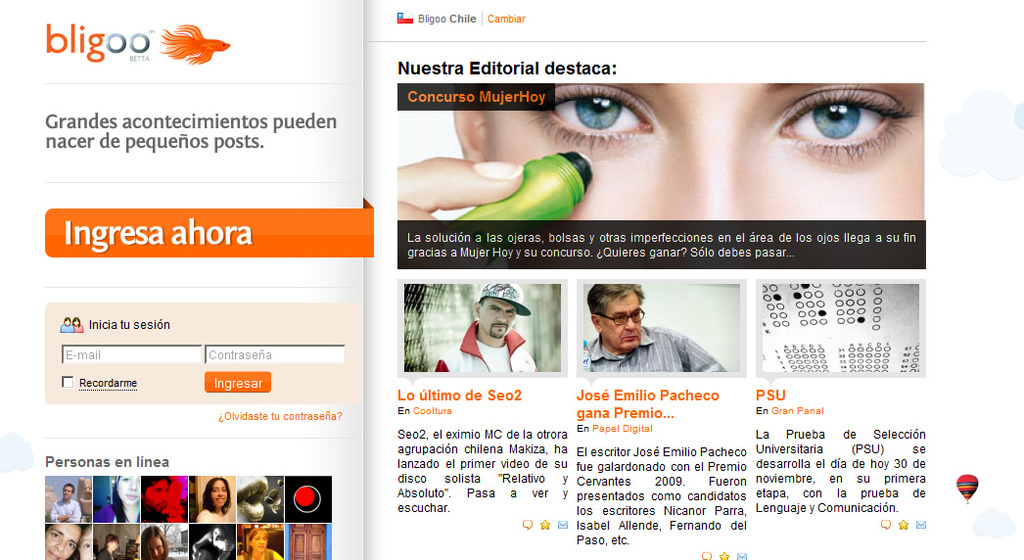 bligoo™
BETTA
Grandes acontecimientos pueden
nacer de pequeños posts.
Ingresa ahora
Inicia tu sesión
E-mail
Contraseña
Recordarme
Ingresar
¿Olvidaste tu contraseña?
Personas en línea
Bligoo Chile | Cambiar
Nuestra Editorial destaca:
Concurso MujerHoy
La solución a las ojeras, bolsas y otras imperfecciones en el área de los ojos llega a su fin
gracias a Mujer Hoy y su concurso. ¿Quieres ganar? Sólo debes pasar...
Lo último de Seo2
En Cooltura
Seo2, el eximio MC de la otrora
agrupación chilena Makiza, ha
lanzado el primer video de su
disco solista "Relativo y
Absoluto". Pasa a ver y
escuchar.
José Emilio Pacheco
gana Premio...
En Papel Digital
El escritor José Emilio Pacheco
fue galardonado con el Premio
Cervantes 2009. Fueron
presentados como candidatos
los escritores Nicanor Parra,
Isabel Allende, Fernando del
Paso, etc.
PSU
En Gran Panal
La Prueba de Selección
Universitaria (PSU) se
desarrolla el día de hoy 30 de
noviembre, en su primera
etapa, con la prueba de
Lenguaje y Comunicación.